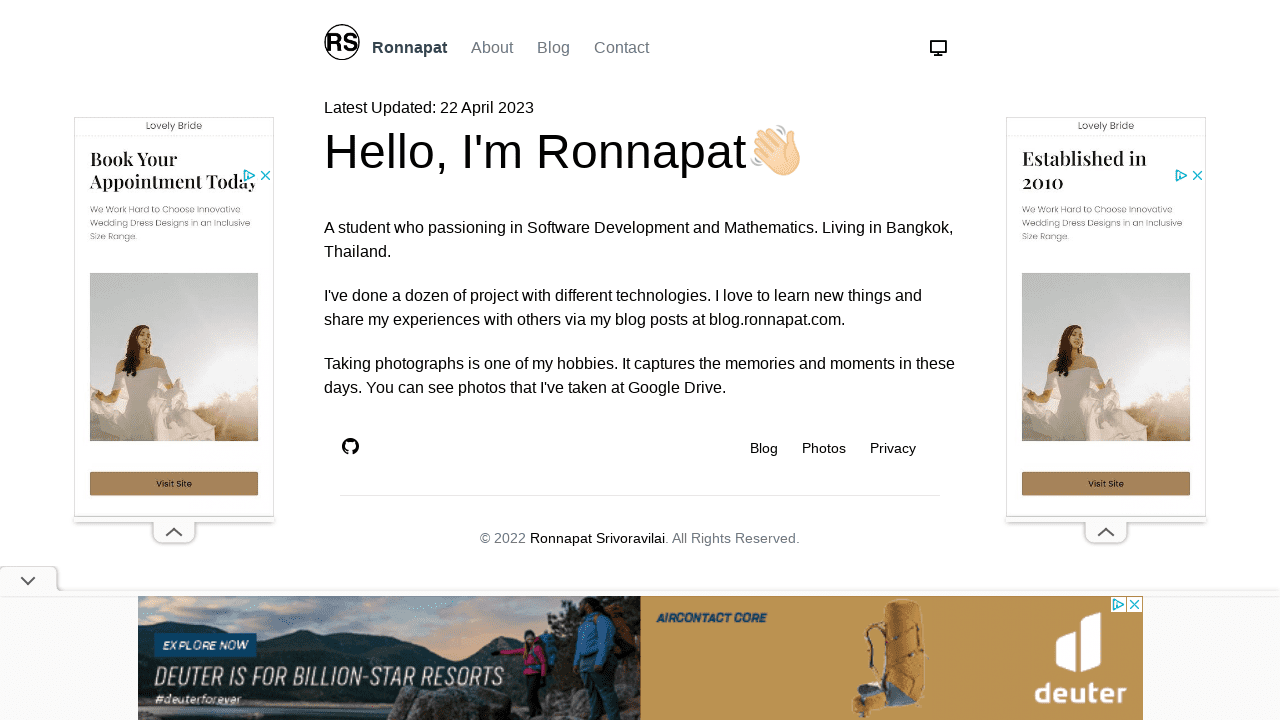 RS Ronnapat About Blog Contact
Latest Updated: 22 April 2023
Hello, I'm Ronnapat
A student who passioning in Software Development and Mathematics. Living in Bangkok,
Thailand.
I've done a dozen of project with different technologies. I love to learn new things and
share my experiences with others via my blog posts at blog.ronnapat.com.
Taking photographs is one of my hobbies. It captures the memories and moments in these
days. You can see photos that I've taken at Google Drive.
Blog Photos Privacy
© 2022 Ronnapat Srivoravilai. All Rights Reserved.
Lovely Bride
Book Your
Appointment Today
We Work Hard to Choose Innovative
Wedding Dress Designs in an Inclusive
Size Range.
Visit Site
Lovely Bride
Established in
2010
We Work Hard to Choose Innovative
Wedding Dress Designs in an Inclusive
Size Range.
Visit Site
EXPLORE NOW
DEUTER IS FOR BILLION-STAR RESORTS
#deuterforever
AIRCONTACT CORE
deuter